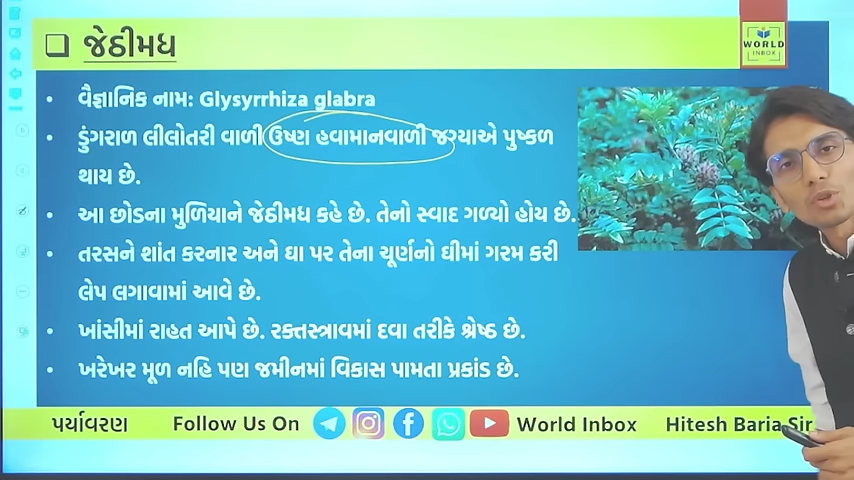 ❑ જેઠીમધ
WORLD
INBOX
• વૈજ્ઞાનિક નામ: Glysyrrhiza glabra
• ડુંગરાળ લીલોતરી વાળી ઉષ્ણ હવામાનવાળી જગ્યાએ પુષ્કળ
થાય છે.
• આ છોડના મુળિયાને જેઠીમધ કહે છે. તેનો સ્વાદ ગળ્યો હોય છે.
• તરસને શાંત કરનાર અને ઘા પર તેના ચૂર્ણનો ઘીમાં ગરમ કરી
લેપ લગાવામાં આવે છે.
• ખાંસીમાં રાહત આપે છે. રક્તસ્ત્રાવમાં દવા તરીકે શ્રેષ્ઠ છે.
• ખરેખર મૂળ નહિ પણ જમીનમાં વિકાસ પામતા પ્રકાંડ છે.
પર્યાવરણ Follow Us On World Inbox Hitesh Baria Sir